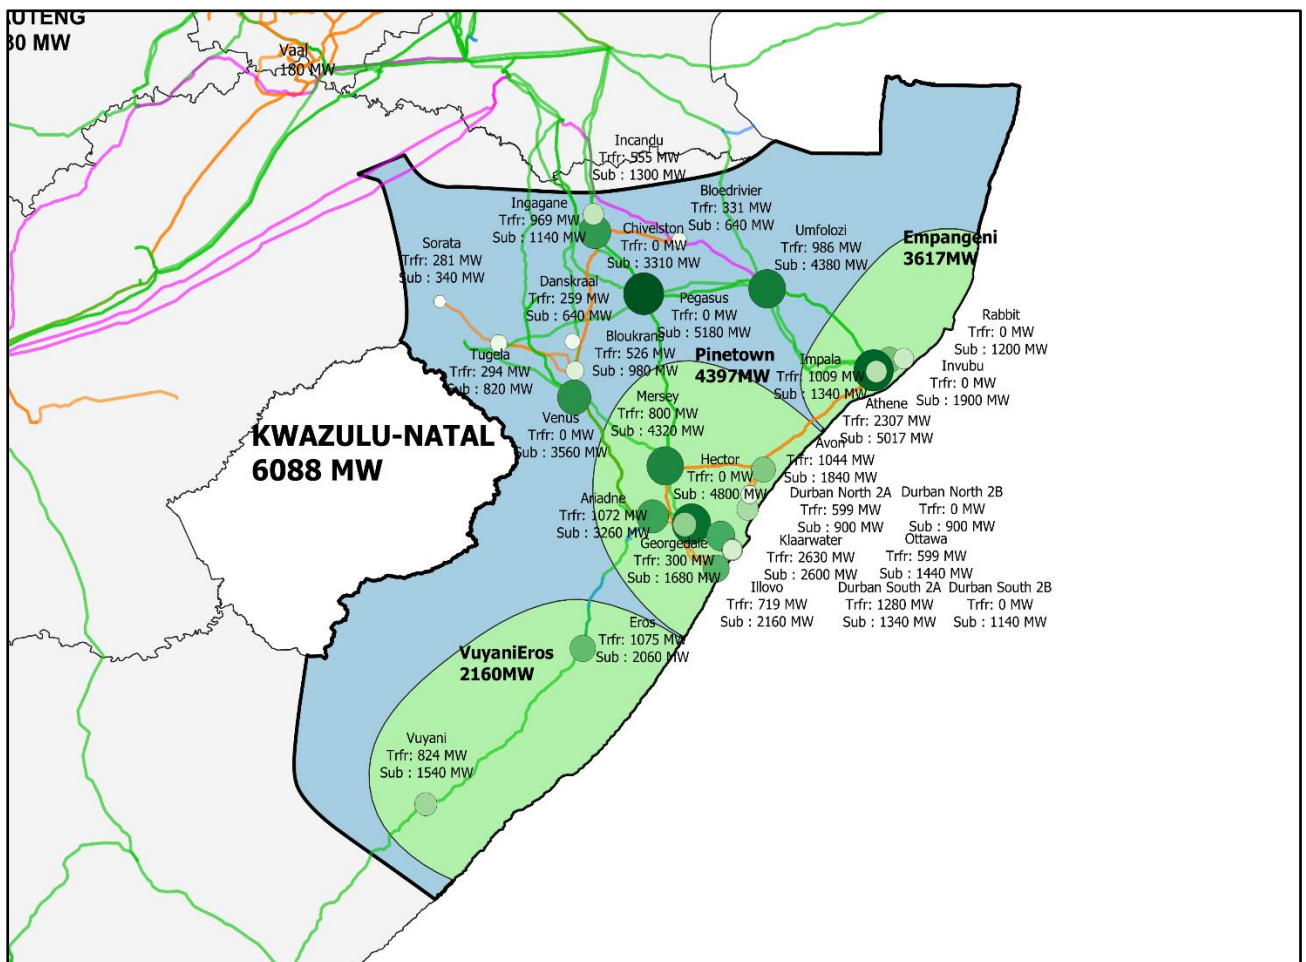 UTENG
30 MW
Vaal
180 MW
Incandu
Trfr: 555 MW
Sub : 1300 MW
Bloedrivier
Trfr: 331 MW
Sub : 640 MW
Ingagane
Trfr: 969 MW
Sub : 1140 MW
Chivelston
Trfr: 0 MW
Sub : 3310 MW
Umfolozi
Trfr: 986 MW
Sub : 4380 MW
Empangeni
3617MW
Sorata
Trfr: 281 MW
Sub : 340 MW
Danskraal
Trfr: 259 MW
Sub : 640 MW
Pegasus
Trfr: 0 MW
Sub : 5180 MW
Rabbit
Trfr: 0 MW
Sub : 1200 MW
Bloukrans
Trfr: 526 MW
Sub : 980 MW
Pinetown
4397MW
Tugela
Trfr: 294 MW
Sub : 820 MW
Impala
Trfr: 1009 MW
Sub : 1340 MW
Invubu
Trfr: 0 MW
Sub : 1900 MW
Mersey
Trfr: 800 MW
Sub : 4320 MW
Athene
Trfr: 2307 MW
Sub : 5017 MW
Venus
Trfr: 0 MW
Sub : 3560 MW
KWAZULU-NATAL
6088 MW
Hector
Trfr: 0 MW
Sub : 4800 MW
Avon
Trfr: 1044 MW
Sub : 1840 MW
Ariadne
Trfr: 1072 MW
Sub : 3260 MW
Durban North 2A
Trfr: 599 MW
Sub : 900 MW
Durban North 2B
Trfr: 0 MW
Sub : 900 MW
Georgedale
Trfr: 300 MW
Sub : 1680 MW
Klaarwater
Trfr: 2630 MW
Sub : 2600 MW
Ottawa
Trfr: 599 MW
Sub : 1440 MW
Illovo
Trfr: 719 MW
Sub : 2160 MW
Durban South 2A
Trfr: 1280 MW
Sub : 1340 MW
Durban South 2B
Trfr: 0 MW
Sub : 1140 MW
Eros
Trfr: 1075 MW
Sub : 2060 MW
VuyaniEros
2160MW
Vuyani
Trfr: 824 MW
Sub : 1540 MW